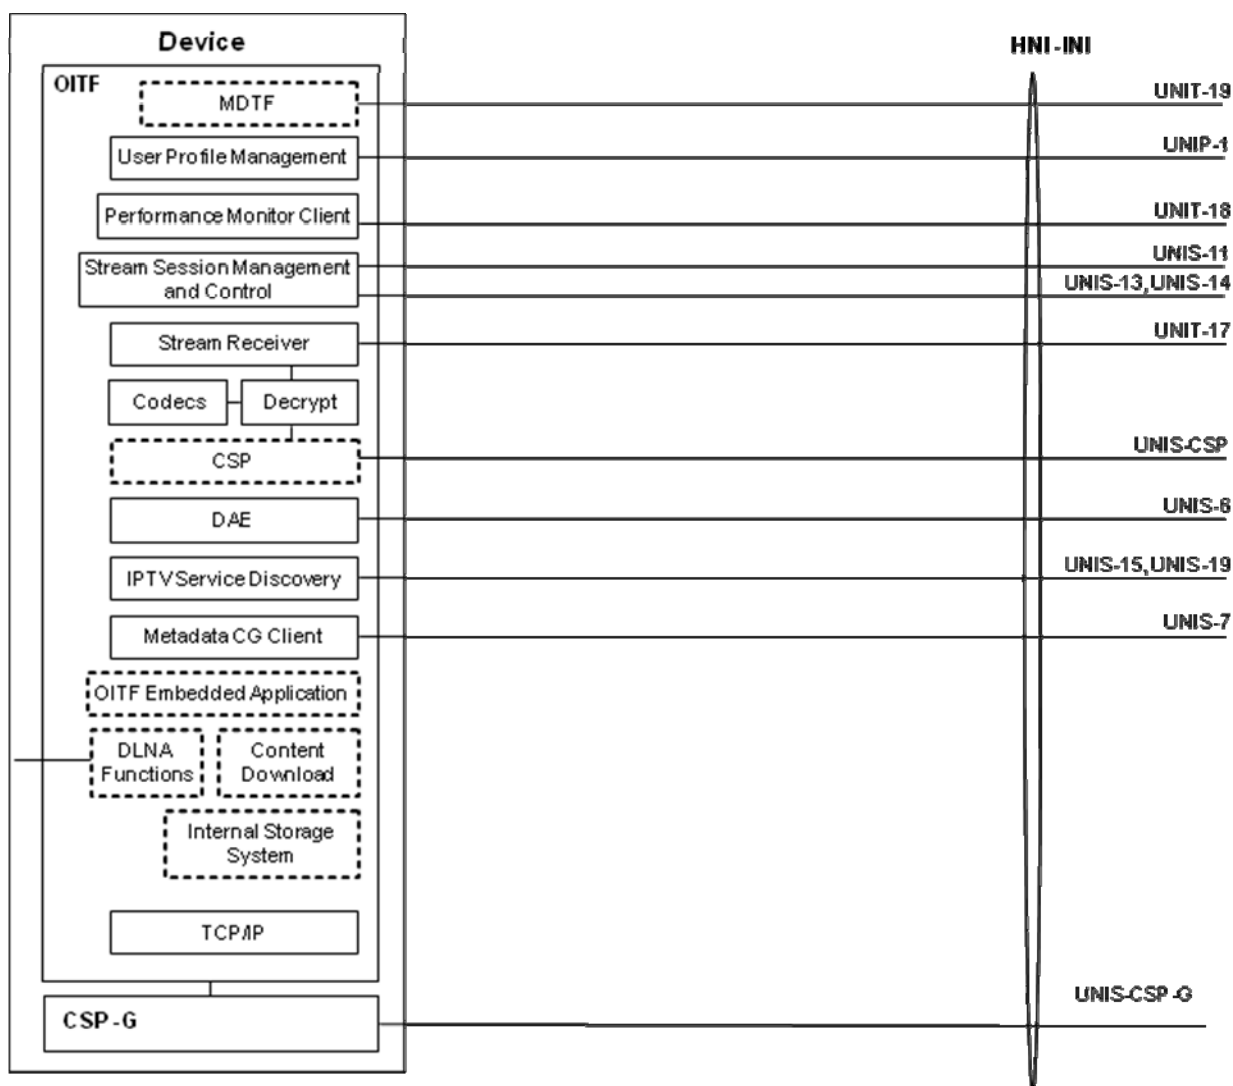 Device
HNI-INI
OITF
MDTF
UNIT-19
User Profile Management
UNIP-1
Performance Monitor Client
UNIT-18
Stream Session Management
and Control
UNIS-11
UNIS-13,UNIS-14
Stream Receiver
UNIT-17
Codecs
Decrypt
CSP
UNIS-CSP
DAE
UNIS-6
IPTV Service Discovery
UNIS-15,UNIS-19
Metadata CG Client
UNIS-7
OITF Embedded Application
DLNA
Functions
Content
Download
Internal Storage
System
TCP/IP
CSP-G
UNIS-CSP-G